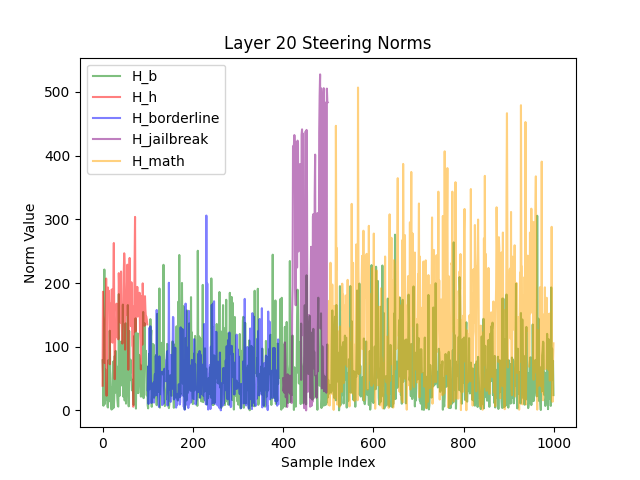 Layer 20 Steering Norms
H_b
H_h
H_borderline
H_jailbreak
H_math
500
400
300
200
100
0
Norm Value
0
200
400
600
800
1000
Sample Index